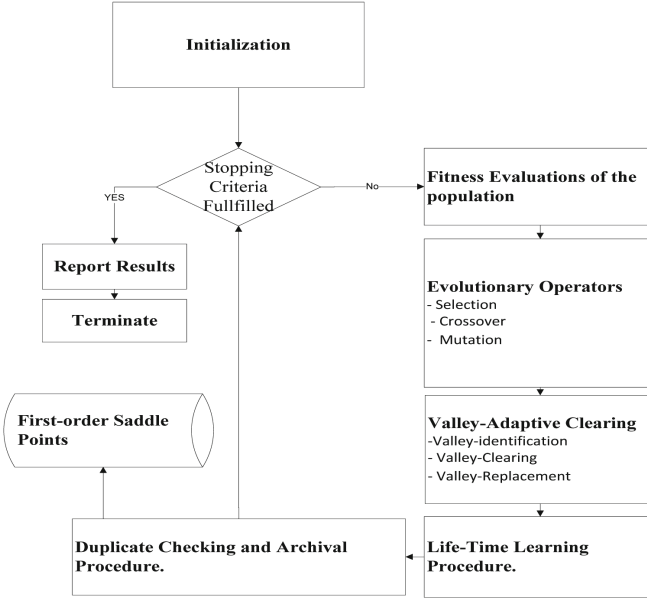 Initialization
Stopping
Criteria
Fullfilled
YES
No
Report Results
Terminate
Fitness Evaluations of the
population
Evolutionary Operators
- Selection
- Crossover
- Mutation
Valley-Adaptive Clearing
-Valley-identification
- Valley-Clearing
- Valley-Replacement
Life-Time Learning
Procedure.
Duplicate Checking and Archival
Procedure.
First-order Saddle
Points